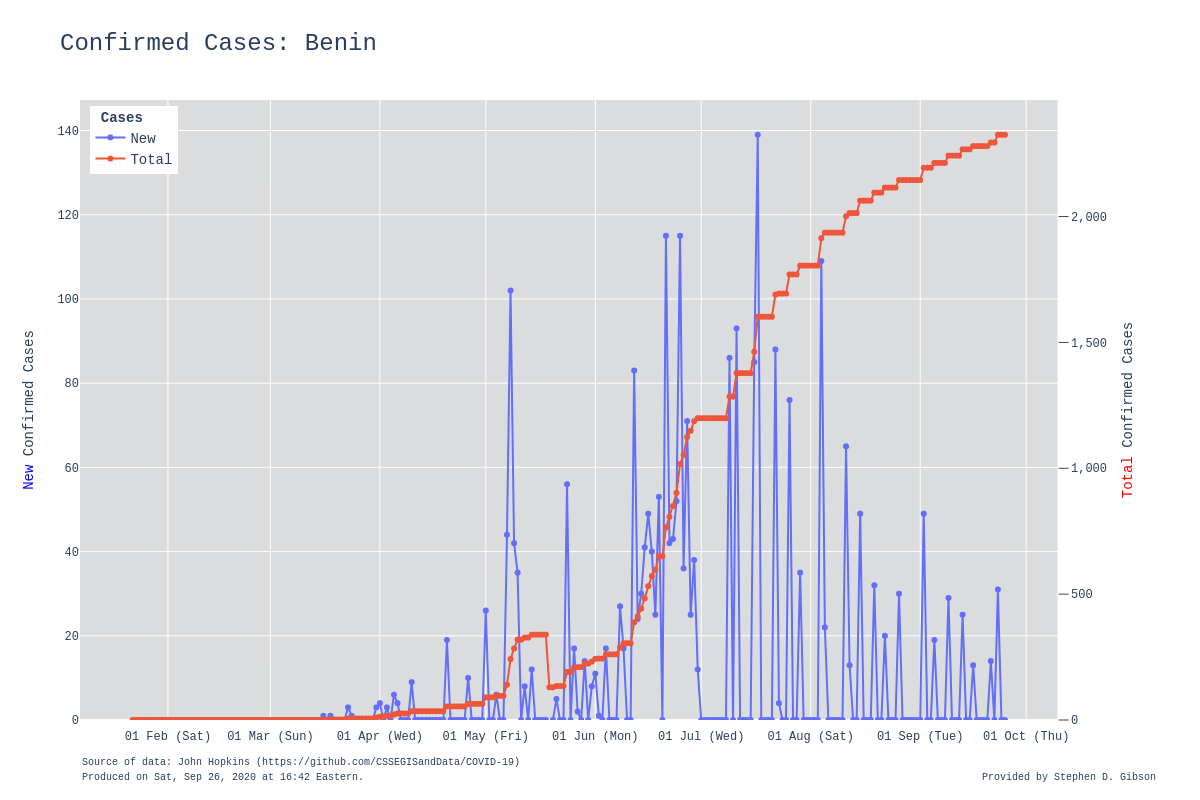 Confirmed Cases: Benin
Cases
New
Total
140
120
100
80
60
40
20
0
2,000
1,500
1,000
500
0
New Confirmed Cases
Total Confirmed Cases
01 Feb (Sat)
01 Mar (Sun)
01 Apr (Wed)
01 May (Fri)
01 Jun (Mon)
01 Jul (Wed)
01 Aug (Sat)
01 Sep (Tue)
01 Oct (Thu)
Source of data: John Hopkins (https://github.com/CSSEGISandData/COVID-19)
Produced on Sat, Sep 26, 2020 at 16:42 Eastern.
Provided by Stephen D. Gibson